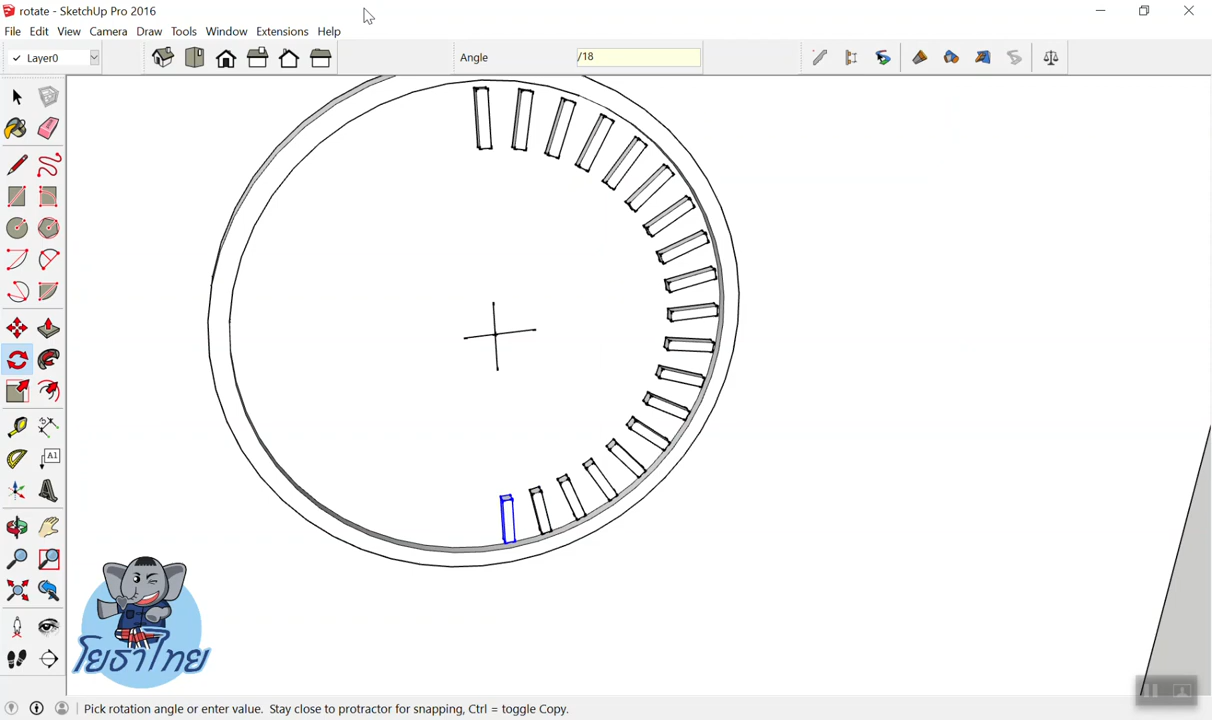 rotate - SketchUp Pro 2016
File Edit View Camera Draw Tools Window Extensions Help
Layer0
Angle
/18
A1
โยธาไทย
Pick rotation angle or enter value. Stay close to protractor for snapping, Ctrl = toggle Copy.